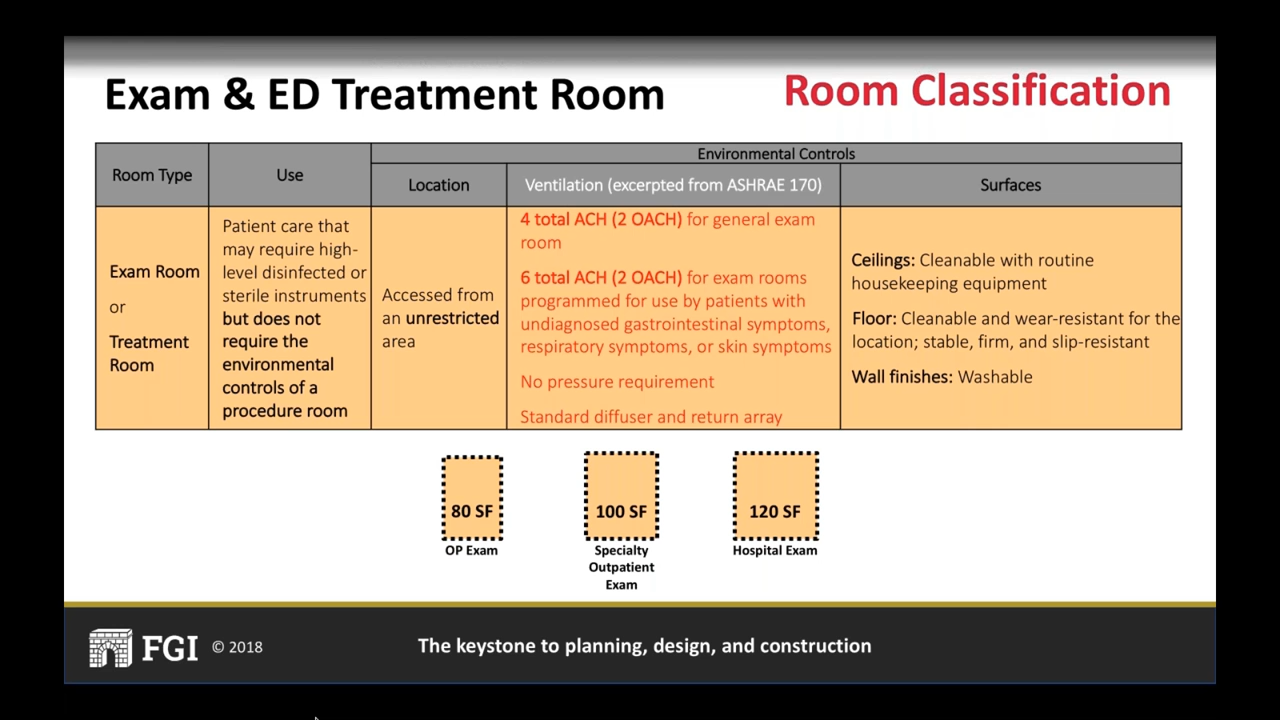 Exam & ED Treatment Room
Room Classification
Room Type
Use
Environmental Controls
Location
Ventilation (excerpted from ASHRAE 170)
Surfaces
Exam Room
or
Treatment
Room
Patient care that
may require high-
level disinfected or
sterile instruments
but does not
require the
environmental
controls of a
procedure room
Accessed from
an unrestricted
area
4 total ACH (2 OACH) for general exam
room
6 total ACH (2 OACH) for exam rooms
programmed for use by patients with
undiagnosed gastrointestinal symptoms,
respiratory symptoms, or skin symptoms
No pressure requirement
Standard diffuser and return array
Ceilings: Cleanable with routine
housekeeping equipment
Floor: Cleanable and wear-resistant for the
location; stable, firm, and slip-resistant
Wall finishes: Washable
80 SF
OP Exam
100 SF
Specialty
Outpatient
Exam
120 SF
Hospital Exam
FGI © 2018
The keystone to planning, design, and construction